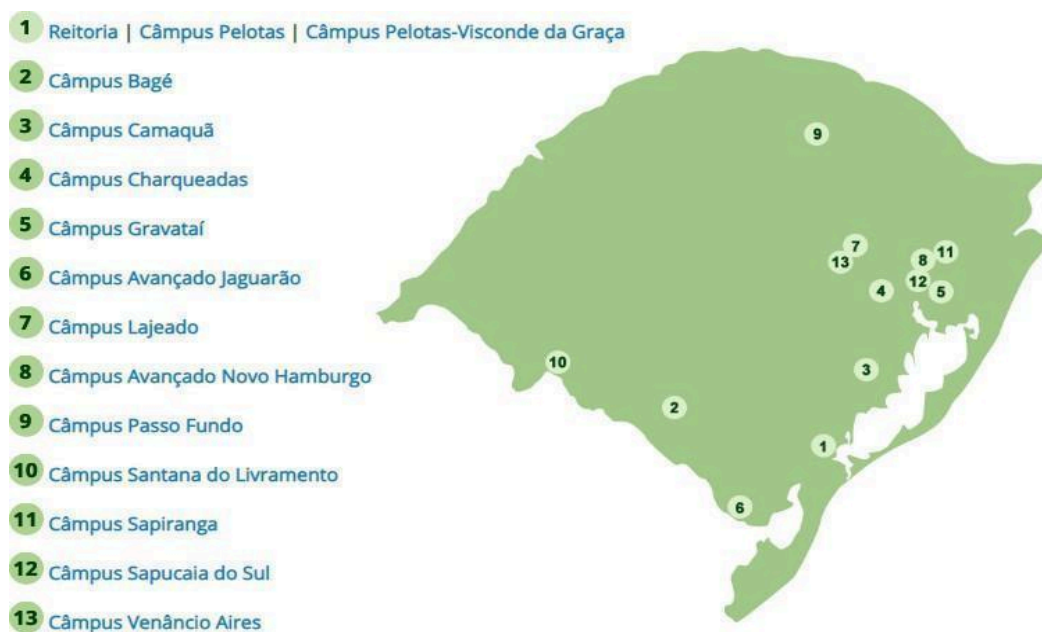 1 Reitoria | Câmpus Pelotas | Câmpus Pelotas-Visconde da Graça
2 Câmpus Bagé
3 Câmpus Camaquã
4 Câmpus Charqueadas
5 Câmpus Gravataí
6 Câmpus Avançado Jaguarão
7 Câmpus Lajeado
8 Câmpus Avançado Novo Hamburgo
9 Câmpus Passo Fundo
10 Câmpus Santana do Livramento
11 Câmpus Sapiranga
12 Câmpus Sapucaia do Sul
13 Câmpus Venâncio Aires
9
7
11
8
13
12
4
5
10
3
2
1
6